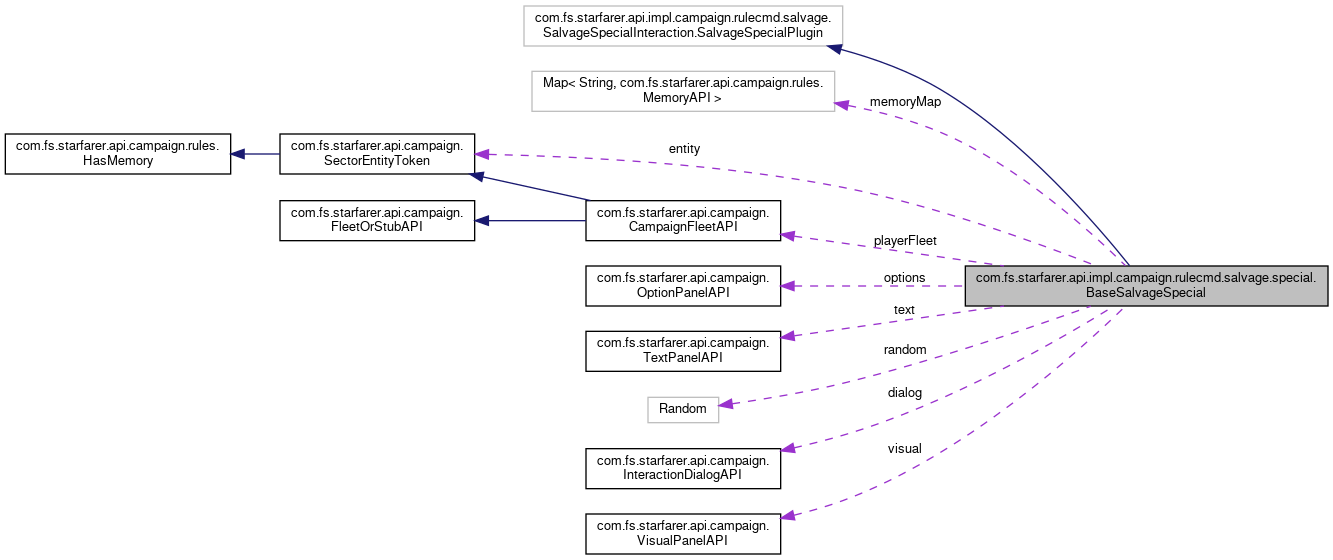 com.fs.starfarer.api.impl.campaign.rulecmd.salvage.
SalvageSpecialInteraction.SalvageSpecialPlugin
Map< String, com.fs.starfarer.api.campaign.rules.
MemoryAPI >
memoryMap
com.fs.starfarer.api.campaign.rules.
HasMemory
com.fs.starfarer.api.campaign.
SectorEntityToken
entity
com.fs.starfarer.api.campaign.
FleetOrStubAPI
com.fs.starfarer.api.campaign.
CampaignFleetAPI
playerFleet
com.fs.starfarer.api.campaign.
OptionPanelAPI
options
com.fs.starfarer.api.impl.campaign.rulecmd.salvage.special.
BaseSalvageSpecial
text
com.fs.starfarer.api.campaign.
TextPanelAPI
random
Random
dialog
com.fs.starfarer.api.campaign.
InteractionDialogAPI
visual
com.fs.starfarer.api.campaign.
VisualPanelAPI